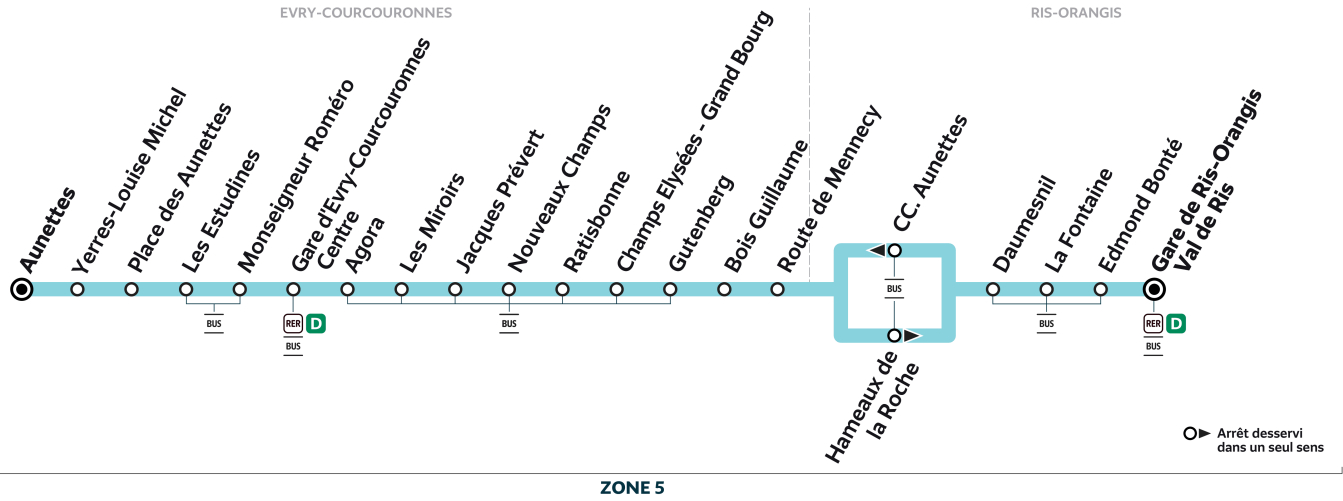 EVRY-COURCOURONNES
RIS-ORANGIS
Aunettes
Yerres-Louise Michel
Place des Aunettes
Les Estudines
Monseigneur Roméro
Gare d'Evry-Courcouronnes
Centre
Agora
Les Miroirs
Jacques Prévert
Nouveaux Champs
Ratisbonne
Champs Elysées - Grand Bourg
Gutenberg
Bois Guillaume
Route de Mennecy
CC. Aunettes
Hameaux de
la Roche
Daumesnil
La Fontaine
Edmond Bonté
Gare de Ris-Orangis
Val de Ris
BUS
RER D
BUS
BUS
BUS
BUS
RER D
BUS
Arrêt desservi
dans un seul sens
ZONE 5